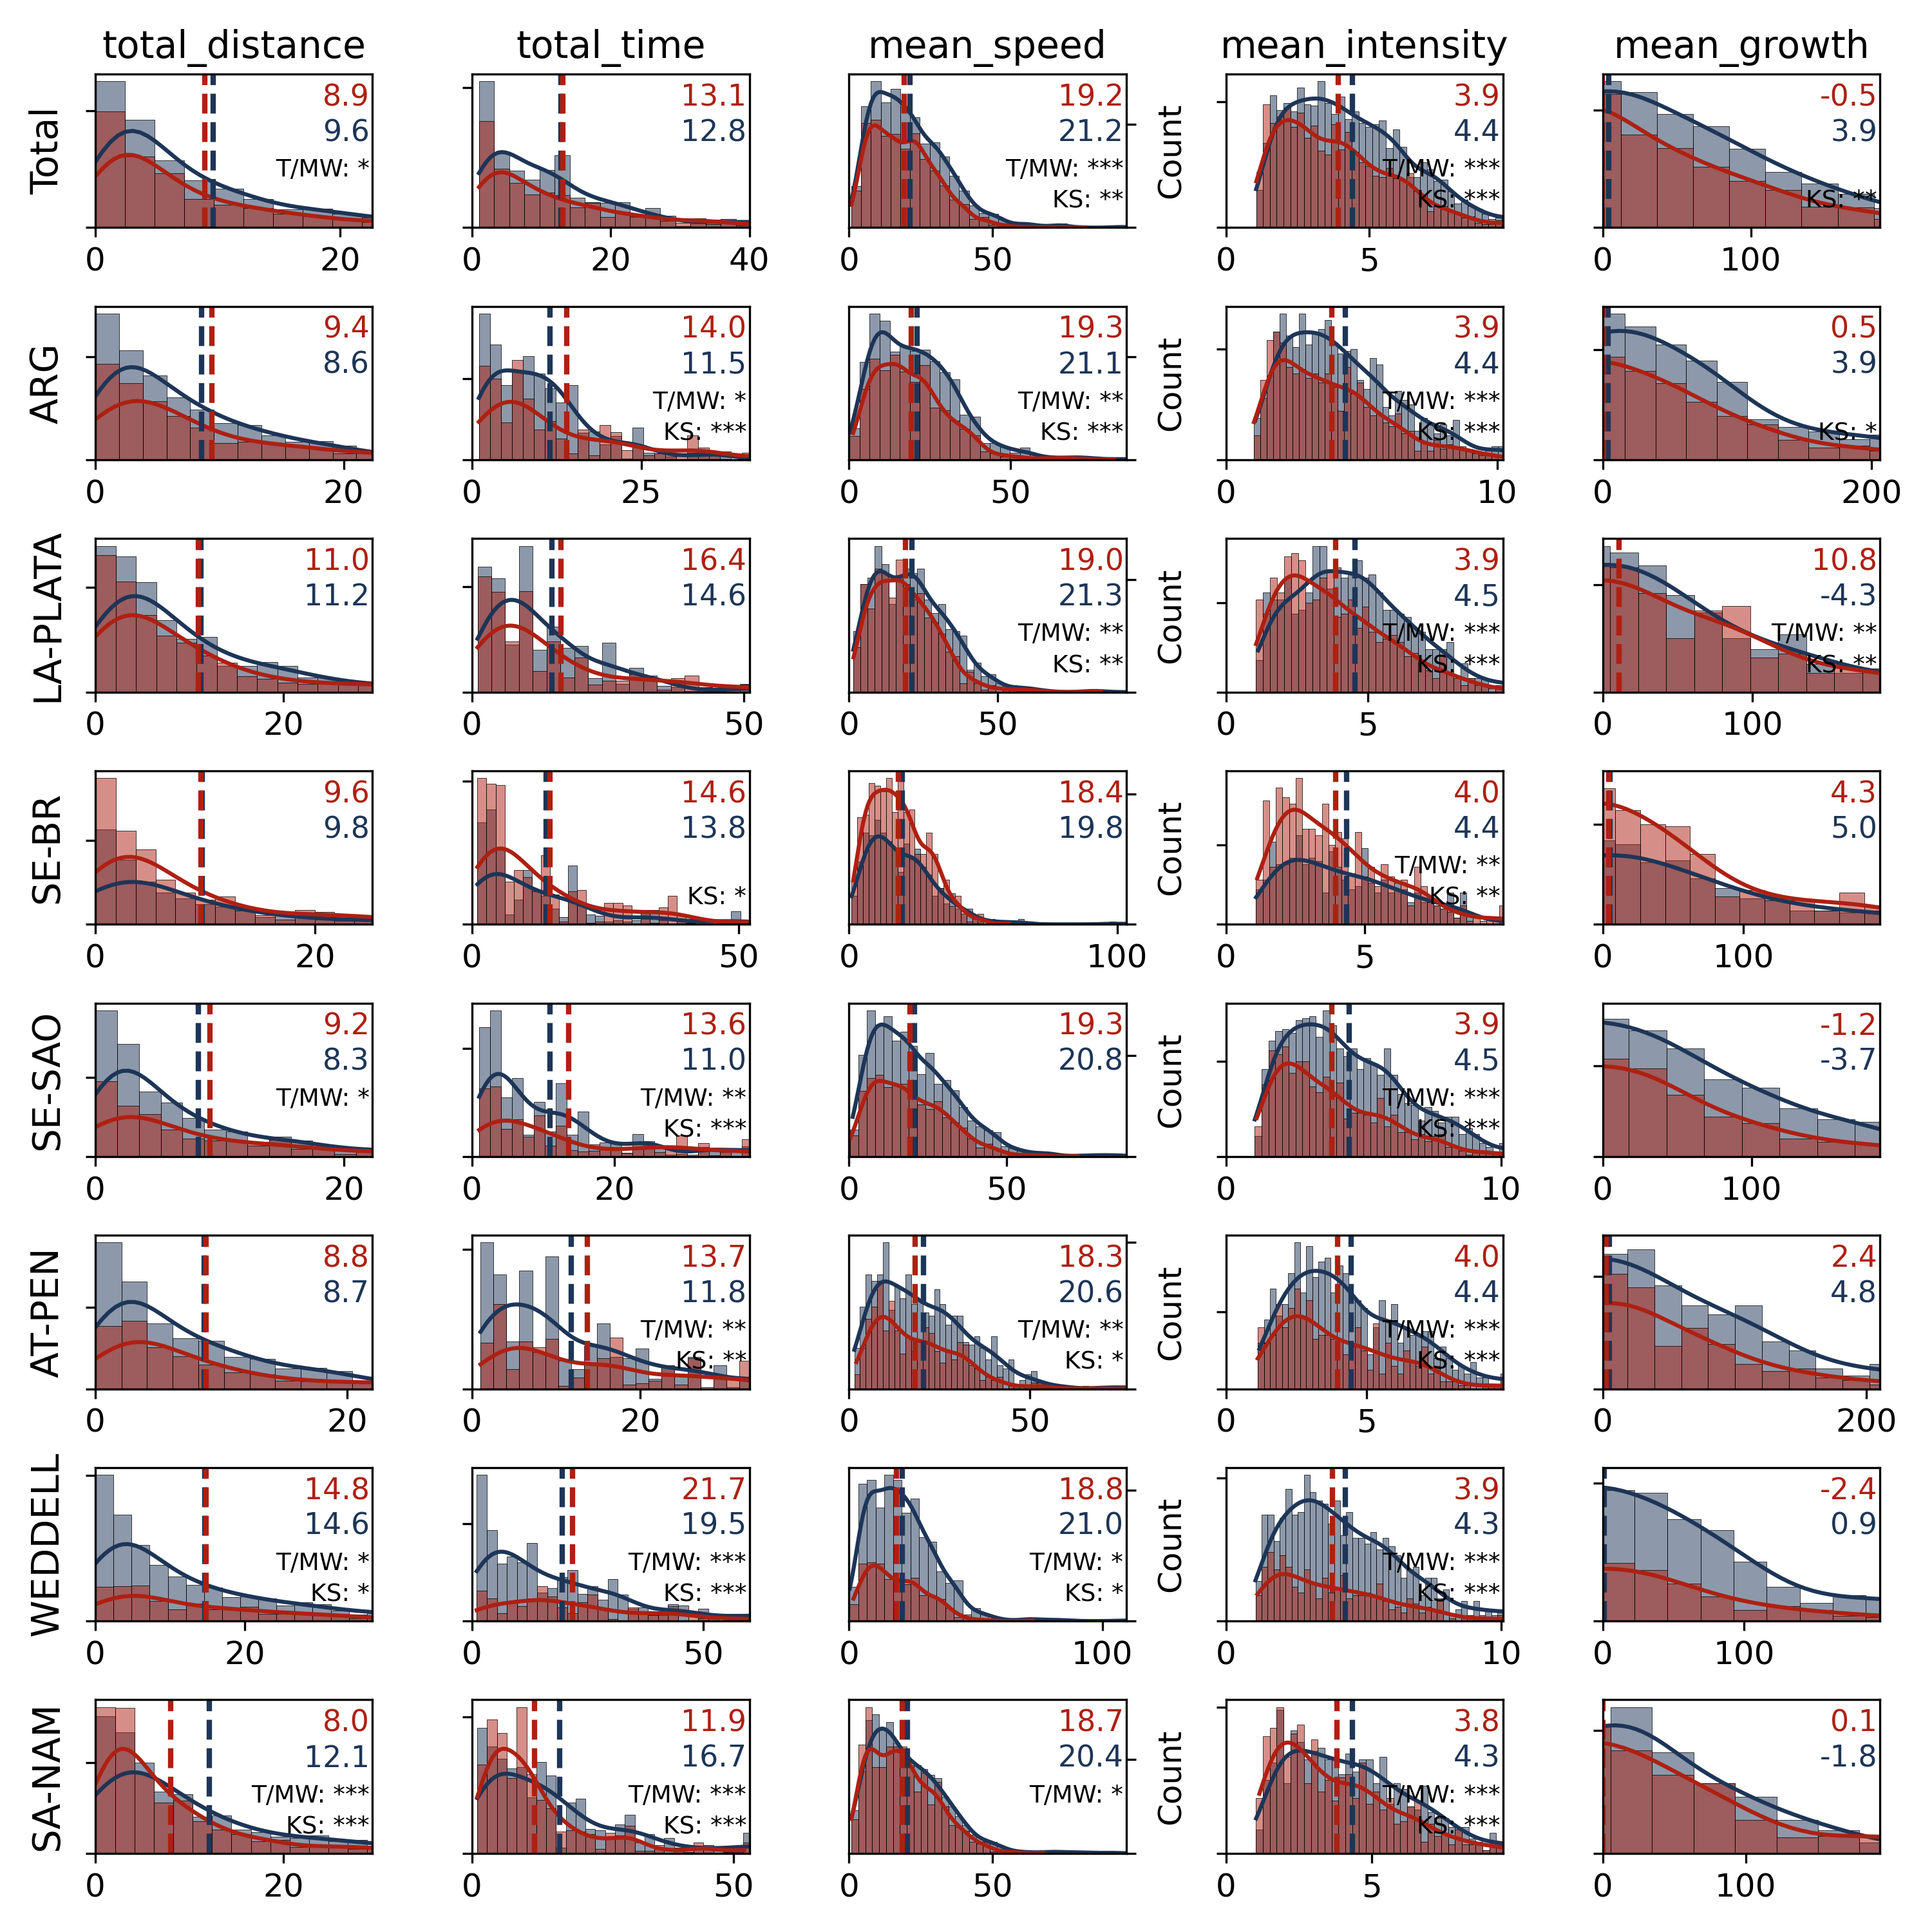 total_distance total_time mean_speed mean_intensity mean_growth
Total
8.9
9.6
T/MW: *
0 20
13.1
12.8
0 20 40
19.2
21.2
T/MW: ***
KS: **
0 50
Count
3.9
4.4
T/MW: ***
KS: ***
0 5
-0.5
3.9
KS: **
0 100
ARG
9.4
8.6
0 20
14.0
11.5
T/MW: *
KS: ***
0 25
19.3
21.1
T/MW: **
KS: ***
0 50
Count
3.9
4.4
T/MW: ***
KS: ***
0 10
0.5
3.9
KS: *
0 200
LA-PLATA
11.0
11.2
0 20
16.4
14.6
0 50
19.0
21.3
T/MW: **
KS: **
0 50
Count
3.9
4.5
T/MW: ***
KS: ***
0 5
10.8
-4.3
T/MW: **
KS: **
0 100
SE-BR
9.6
9.8
0 20
14.6
13.8
KS: *
0 50
18.4
19.8
0 100
Count
4.0
4.4
T/MW: **
KS: **
0 5
4.3
5.0
0 100
SE-SAO
9.2
8.3
T/MW: *
0 20
13.6
11.0
T/MW: **
KS: ***
0 20
19.3
20.8
0 50
Count
3.9
4.5
T/MW: ***
KS: ***
0 10
-1.2
-3.7
0 100
AT-PEN
8.8
8.7
0 20
13.7
11.8
T/MW: **
KS: **
0 20
18.3
20.6
T/MW: **
KS: *
0 50
Count
4.0
4.4
T/MW: ***
KS: ***
0 5
2.4
4.8
0 200
WEDDELL
14.8
14.6
T/MW: *
KS: *
0 20
21.7
19.5
T/MW: ***
KS: ***
0 50
18.8
21.0
T/MW: *
KS: *
0 100
Count
3.9
4.3
T/MW: ***
KS: ***
0 10
-2.4
0.9
0 100
SA-NAM
8.0
12.1
T/MW: ***
KS: ***
0 20
11.9
16.7
T/MW: ***
KS: ***
0 50
18.7
20.4
T/MW: *
0 50
Count
3.8
4.3
T/MW: ***
KS: ***
0 5
0.1
-1.8
0 100